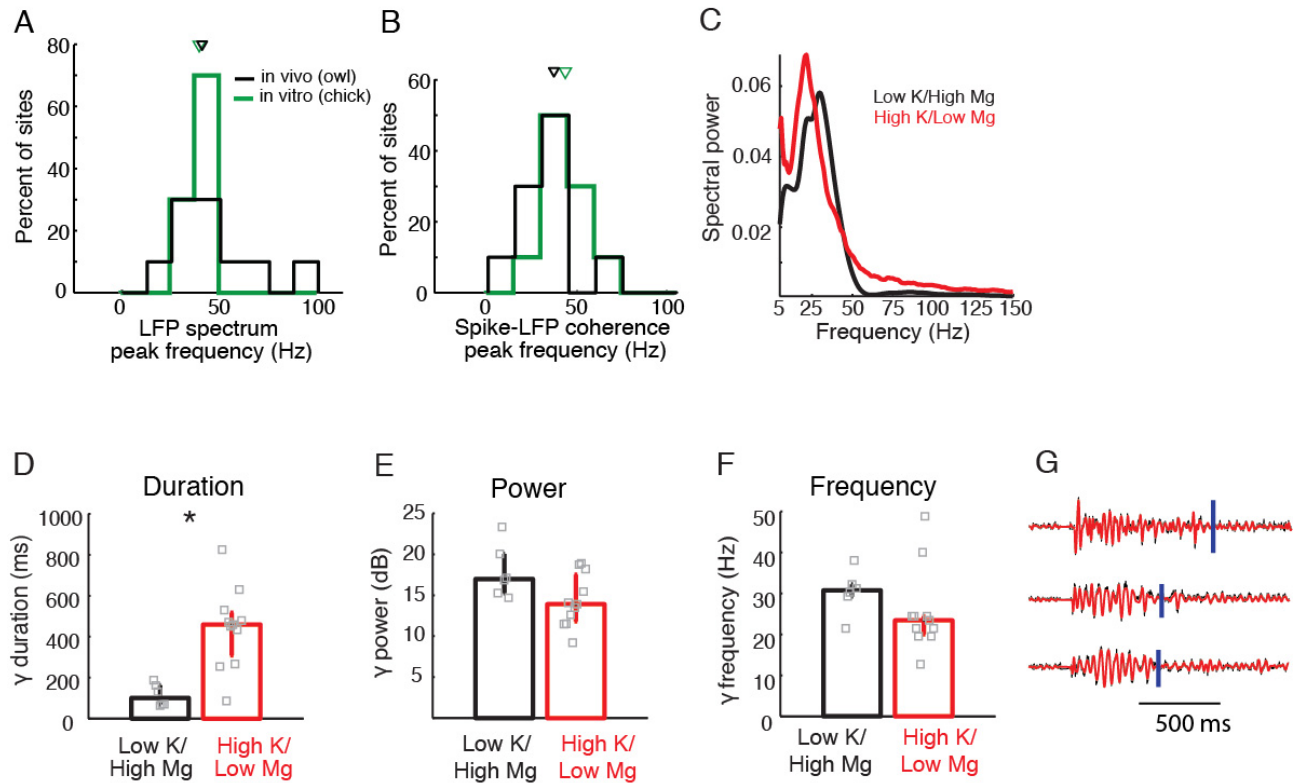 A
80
60
40
20
0
Percent of sites
in vivo (owl)
in vitro (chick)
0
50
100
LFP spectrum
peak frequency (Hz)
B
60
40
20
0
Percent of sites
0
50
100
Spike-LFP coherence
peak frequency (Hz)
C
0.06
0.04
0.02
Spectral power
Low K/High Mg
High K/Low Mg
5 25 50 75 100 125 150
Frequency (Hz)
D
Duration
*
1000
800
600
400
200
0
γ duration (ms)
Low K/
High Mg
High K/
Low Mg
E
Power
25
20
15
10
5
γ power (dB)
Low K/
High Mg
High K/
Low Mg
F
Frequency
50
40
30
20
10
0
γ frequency (Hz)
Low K/
High Mg
High K/
Low Mg
G
500 ms